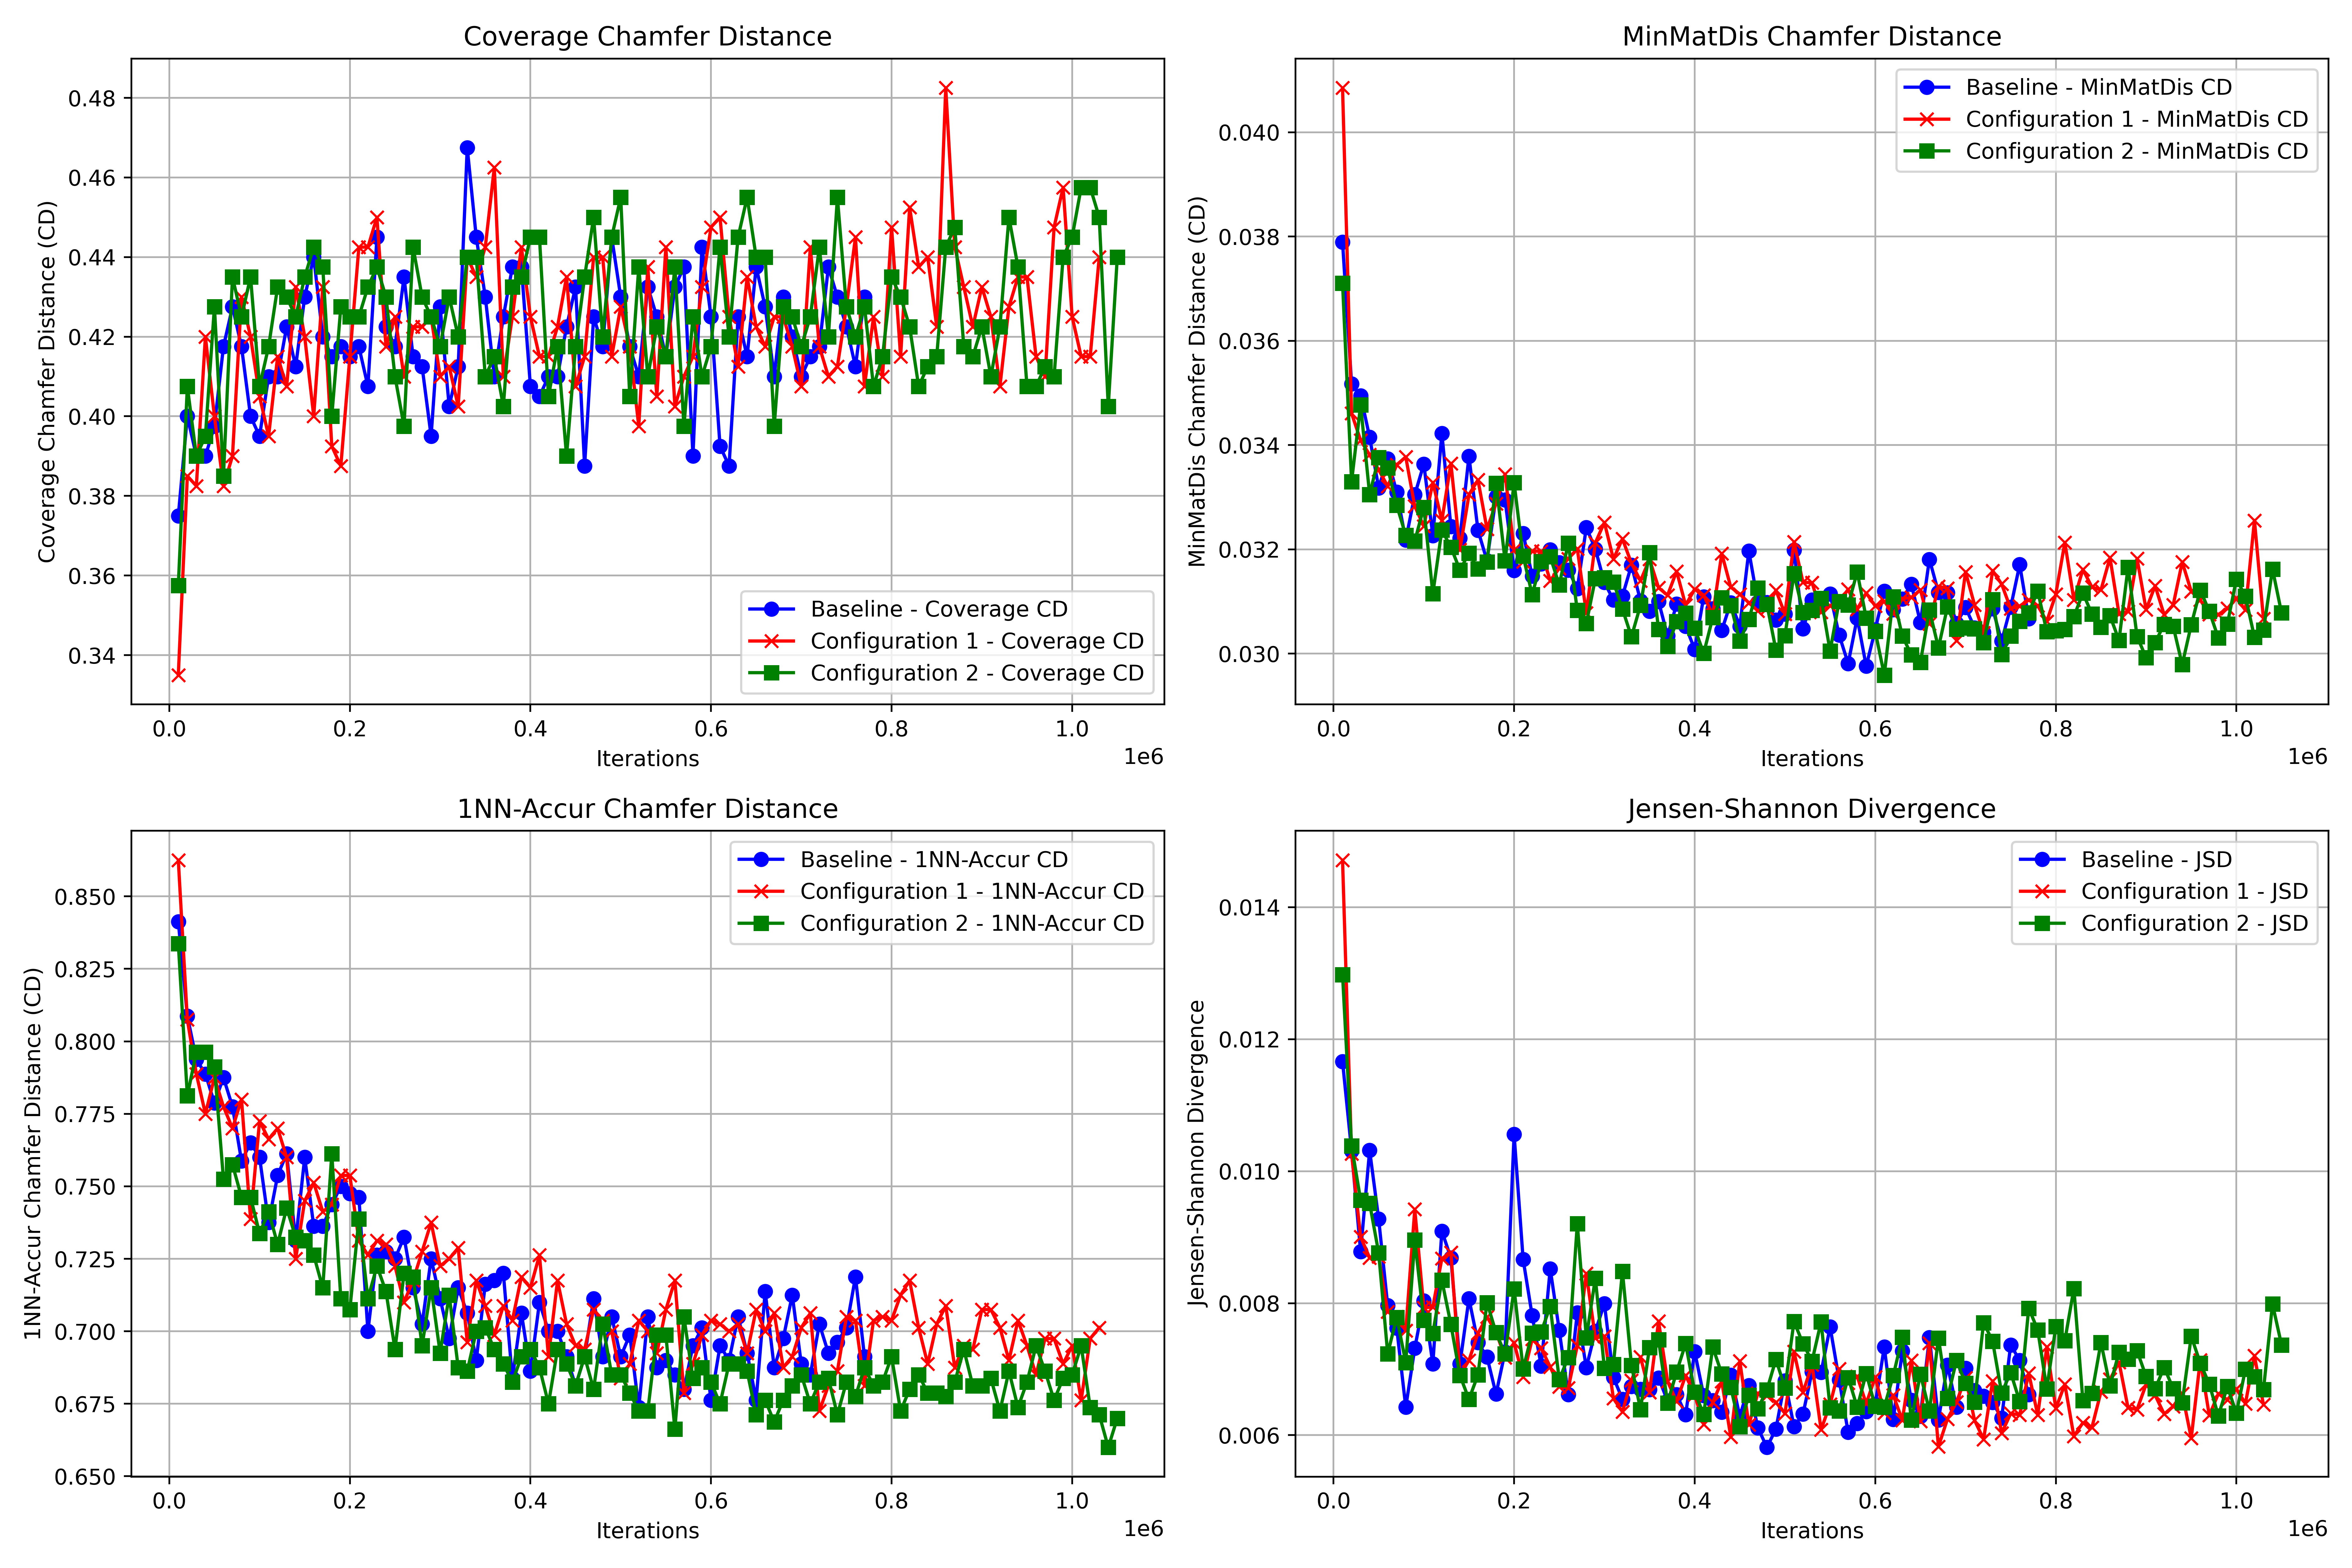 Coverage Chamfer Distance
Coverage Chamfer Distance (CD)
0.48
0.46
0.44
0.42
0.40
0.38
0.36
0.34
Baseline - Coverage CD
Configuration 1 - Coverage CD
Configuration 2 - Coverage CD
0.0 0.2 0.4 0.6 0.8 1.0
Iterations
1e6
MinMatDis Chamfer Distance
MinMatDis Chamfer Distance (CD)
0.040
0.038
0.036
0.034
0.032
0.030
Baseline - MinMatDis CD
Configuration 1 - MinMatDis CD
Configuration 2 - MinMatDis CD
0.0 0.2 0.4 0.6 0.8 1.0
Iterations
1e6
1NN-Accur Chamfer Distance
1NN-Accur Chamfer Distance (CD)
0.850
0.825
0.800
0.775
0.750
0.725
0.700
0.675
0.650
Baseline - 1NN-Accur CD
Configuration 1 - 1NN-Accur CD
Configuration 2 - 1NN-Accur CD
0.0 0.2 0.4 0.6 0.8 1.0
Iterations
1e6
Jensen-Shannon Divergence
Jensen-Shannon Divergence
0.014
0.012
0.010
0.008
0.006
Baseline - JSD
Configuration 1 - JSD
Configuration 2 - JSD
0.0 0.2 0.4 0.6 0.8 1.0
Iterations
1e6